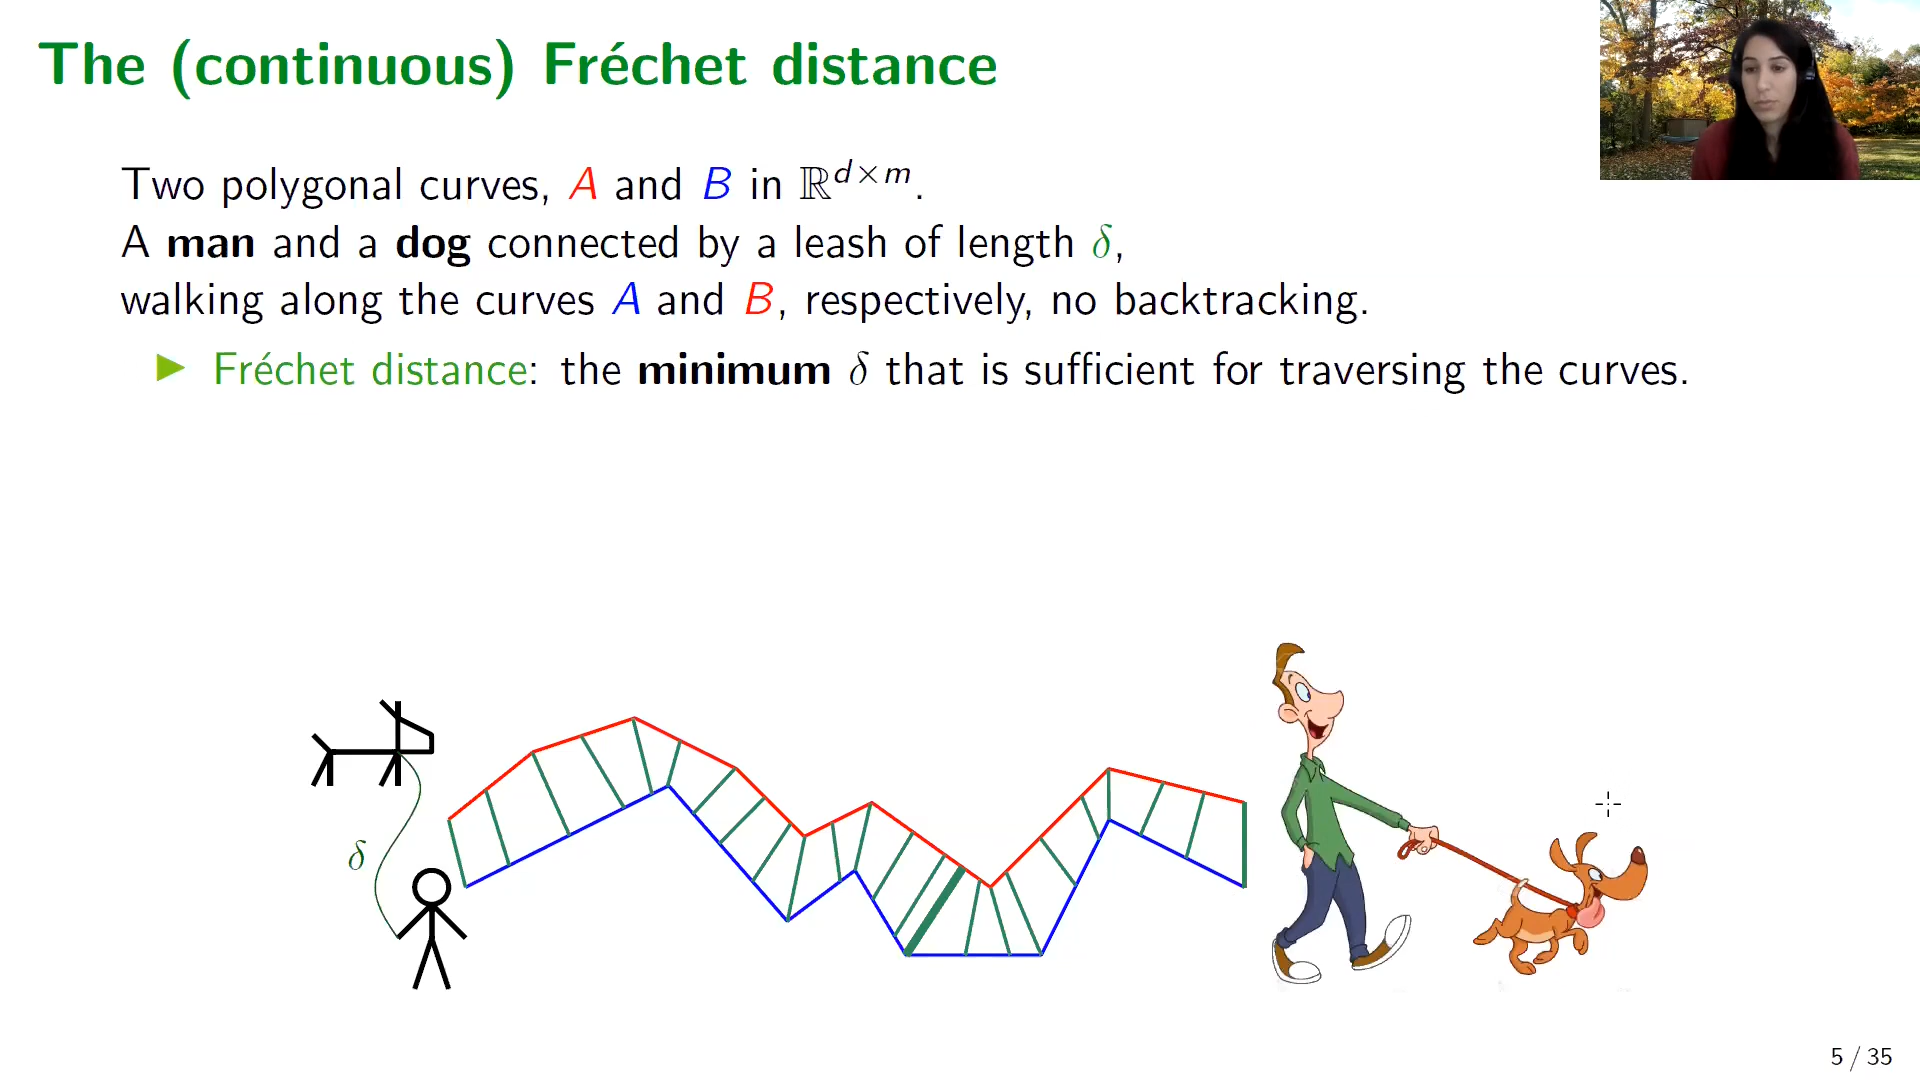 The (continuous) Fréchet distance
Two polygonal curves, A and B in ℝ^{d×m}.
A man and a dog connected by a leash of length δ,
walking along the curves A and B, respectively, no backtracking.
▶ Fréchet distance: the minimum δ that is sufficient for traversing the curves.
δ
5 / 35